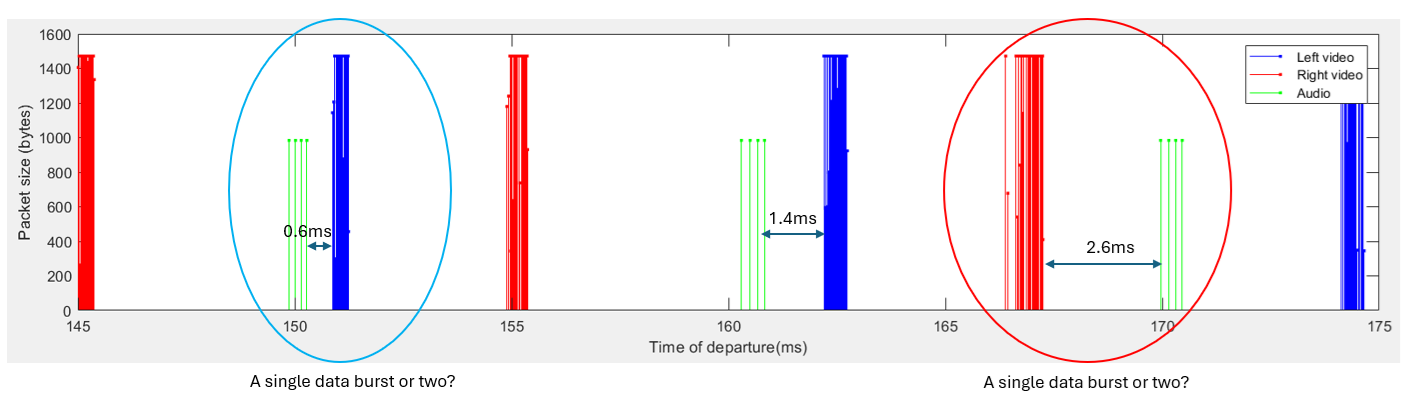 1600
1400
1200
1000
800
600
400
200
0
Packet size (bytes)
145
150
155
160
165
170
175
Time of departure(ms)
Left video
Right video
Audio
0.6ms
1.4ms
2.6ms
A single data burst or two?
A single data burst or two?